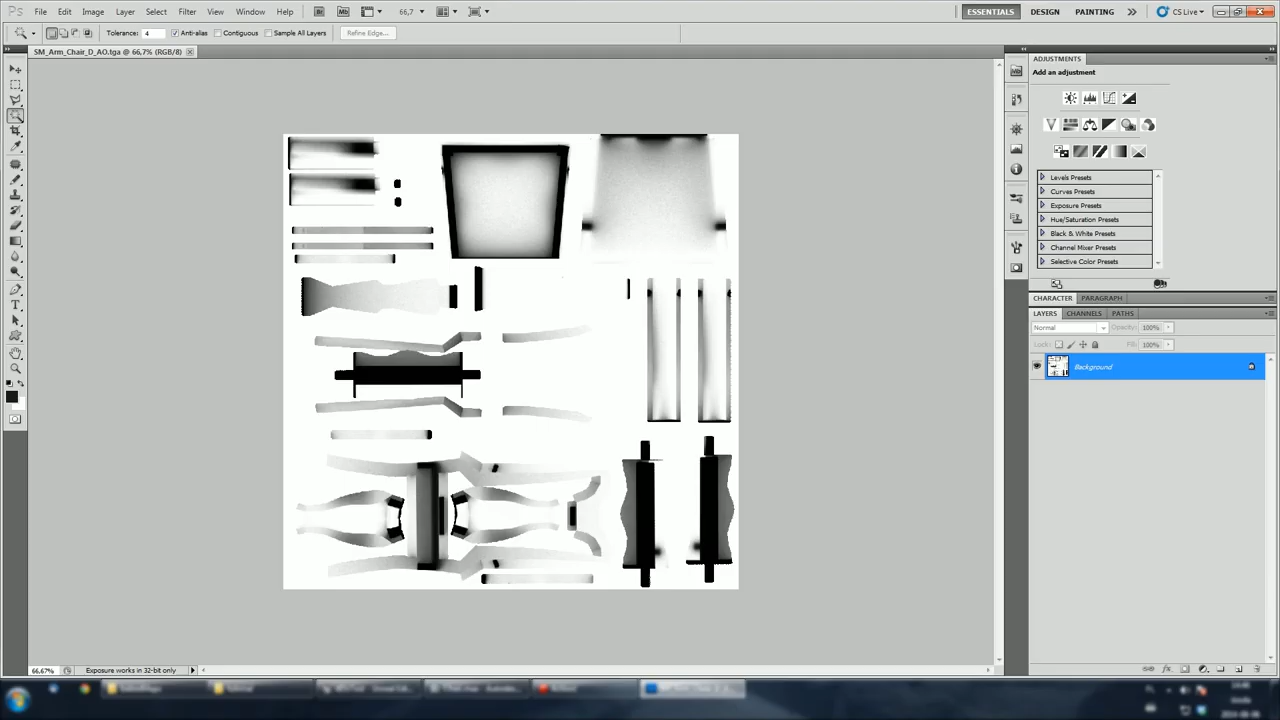 Ps File Edit Image Layer Select Filter View Window Help Br Mb 66,7 ESSENTIALS DESIGN PAINTING CS Live
Tolerance: 4 Anti-alias Contiguous Sample All Layers Refine Edge...
SM_Arm_Chair_D_AO.tga @ 66,7% (RGB/8)
ADJUSTMENTS
Add an adjustment
Levels Presets
Curves Presets
Exposure Presets
Hue/Saturation Presets
Black & White Presets
Channel Mixer Presets
Selective Color Presets
CHARACTER PARAGRAPH
LAYERS CHANNELS PATHS
Normal Opacity: 100%
Lock: Fill: 100%
Background
66,67% Exposure works in 32-bit only